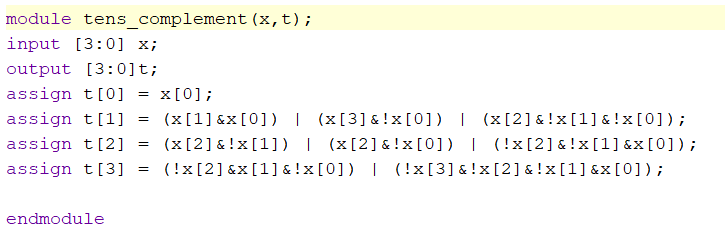 module tens_complement(x,t);
input [3:0] x;
output [3:0]t;
assign t[0] = x[0];
assign t[1] = (x[1]&x[0]) | (x[3]&!x[0]) | (x[2]&!x[1]&!x[0]);
assign t[2] = (x[2]&!x[1]) | (x[2]&!x[0]) | (!x[2]&!x[1]&x[0]);
assign t[3] = (!x[2]&x[1]&!x[0]) | (!x[3]&!x[2]&!x[1]&x[0]);
endmodule